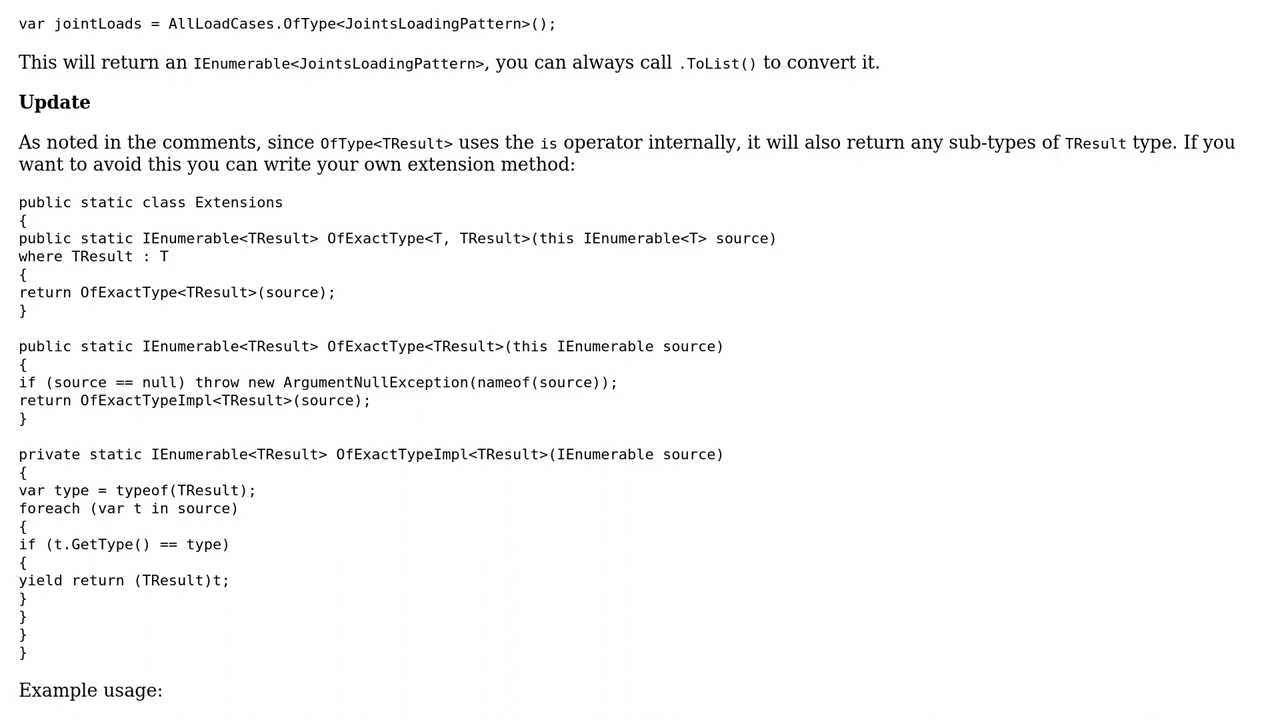 var jointLoads = AllLoadCases.OfType<JointsLoadingPattern>();
This will return an IEnumerable<JointsLoadingPattern>, you can always call .ToList() to convert it.
Update
As noted in the comments, since OfType<TResult> uses the is operator internally, it will also return any sub-types of TResult type. If you
want to avoid this you can write your own extension method:
public static class Extensions
{
public static IEnumerable<TResult> OfExactType<T, TResult>(this IEnumerable<T> source)
where TResult : T
{
return OfExactType<TResult>(source);
}
public static IEnumerable<TResult> OfExactType<TResult>(this IEnumerable source)
{
if (source == null) throw new ArgumentNullException(nameof(source));
return OfExactTypeImpl<TResult>(source);
}
private static IEnumerable<TResult> OfExactTypeImpl<TResult>(IEnumerable source)
{
var type = typeof(TResult);
foreach (var t in source)
{
if (t.GetType() == type)
{
yield return (TResult)t;
}
}
}
}
Example usage: